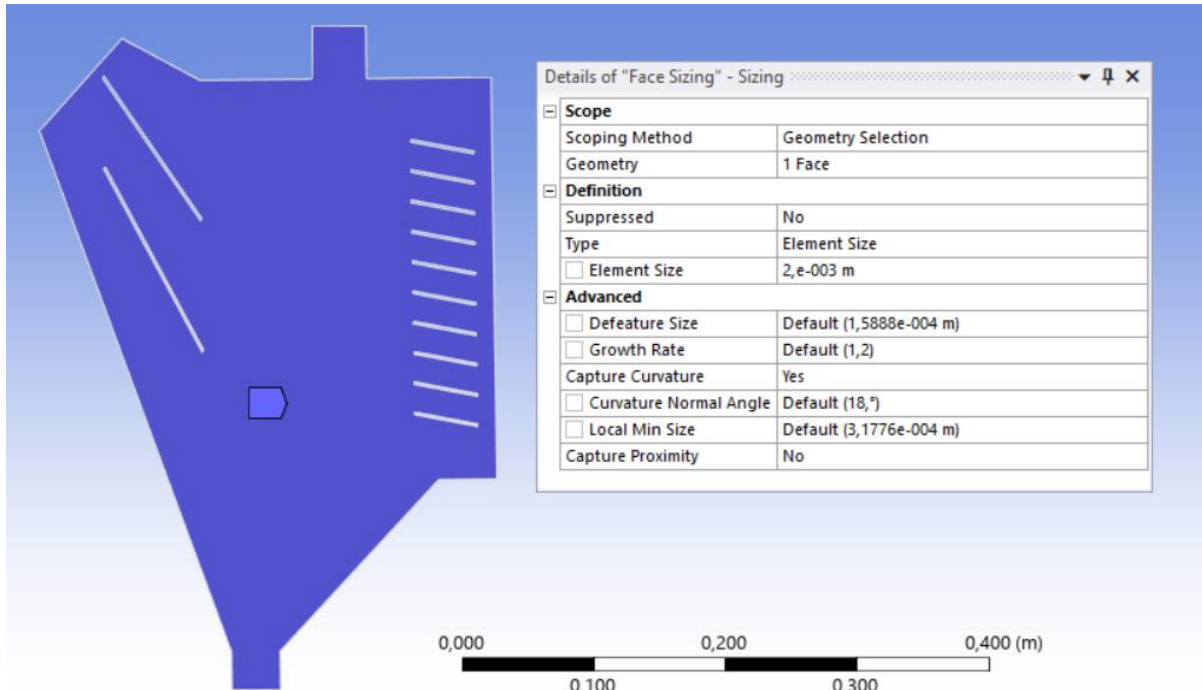 Details of "Face Sizing" - Sizing
Scope
Scoping Method Geometry Selection
Geometry 1 Face
Definition
Suppressed No
Type Element Size
Element Size 2,e-003 m
Advanced
Defeature Size Default (1,5888e-004 m)
Growth Rate Default (1,2)
Capture Curvature Yes
Curvature Normal Angle Default (18,°)
Local Min Size Default (3,1776e-004 m)
Capture Proximity No
0,000 0,200 0,400 (m)
0,100 0,300